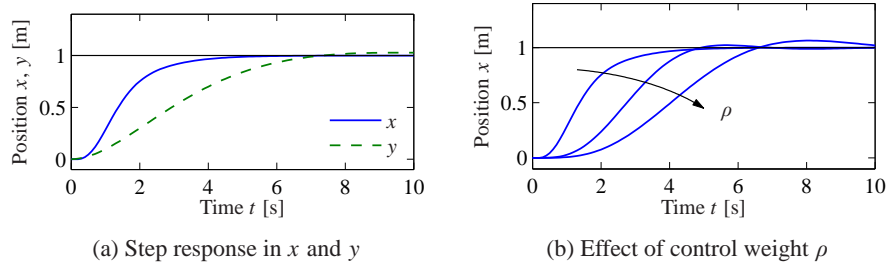 Position x, y [m]
1
0.5
0
x
y
0 2 4 6 8 10
Time t [s]
(a) Step response in x and y
Position x [m]
1
0.5
0
ρ
0 2 4 6 8 10
Time t [s]
(b) Effect of control weight ρ